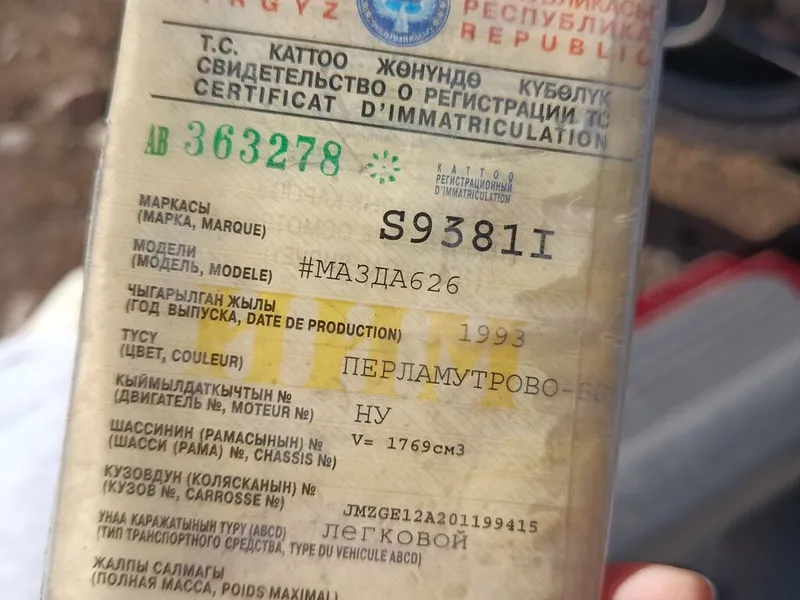 РЕСПУБЛИКА
REPUBLIC
Т.С. КАТТОО ЖӨНҮНДӨ КҮБӨЛҮК
СВИДЕТЕЛЬСТВО О РЕГИСТРАЦИИ ТС
CERTIFICAT D'IMMATRICULATION
АВ 363278
КАТТОО
РЕГИСТРАЦИОННЫЙ
D'IMMATRICULATION
МАРКАСЫ
(МАРКА, MARQUE)
S9381I
МОДЕЛИ
(МОДЕЛЬ, MODELE)
#МАЗДА626
ЧЫГАРЫЛГАН ЖЫЛЫ
(ГОД ВЫПУСКА, DATE DE PRODUCTION)
1993
ТҮСҮ
(ЦВЕТ, COULEUR)
ПЕРЛАМУТРОВО-
КЫЙМЫЛДАТКЫЧТЫН №
(ДВИГАТЕЛЬ №, MOTEUR №)
НУ
ШАССИНИН (РАМАСЫНЫН) №
(ШАССИ (РАМА) №, CHASSIS №)
V= 1769см3
КУЗОВДУН (КОЛЯСКАНЫН) №
(КУЗОВ №, CARROSSE №)
JMZGE12A201199415
УНАА КАРАЖАТЫНЫН ТҮРҮ (ABCD)
(ТИП ТРАНСПОРТНОГО СРЕДСТВА, TYPE DU VEHICULE ABCD)
легковой
ЖАЛПЫ САЛМАГЫ
(ПОЛНАЯ МАССА, POIDS MAXIMAL)